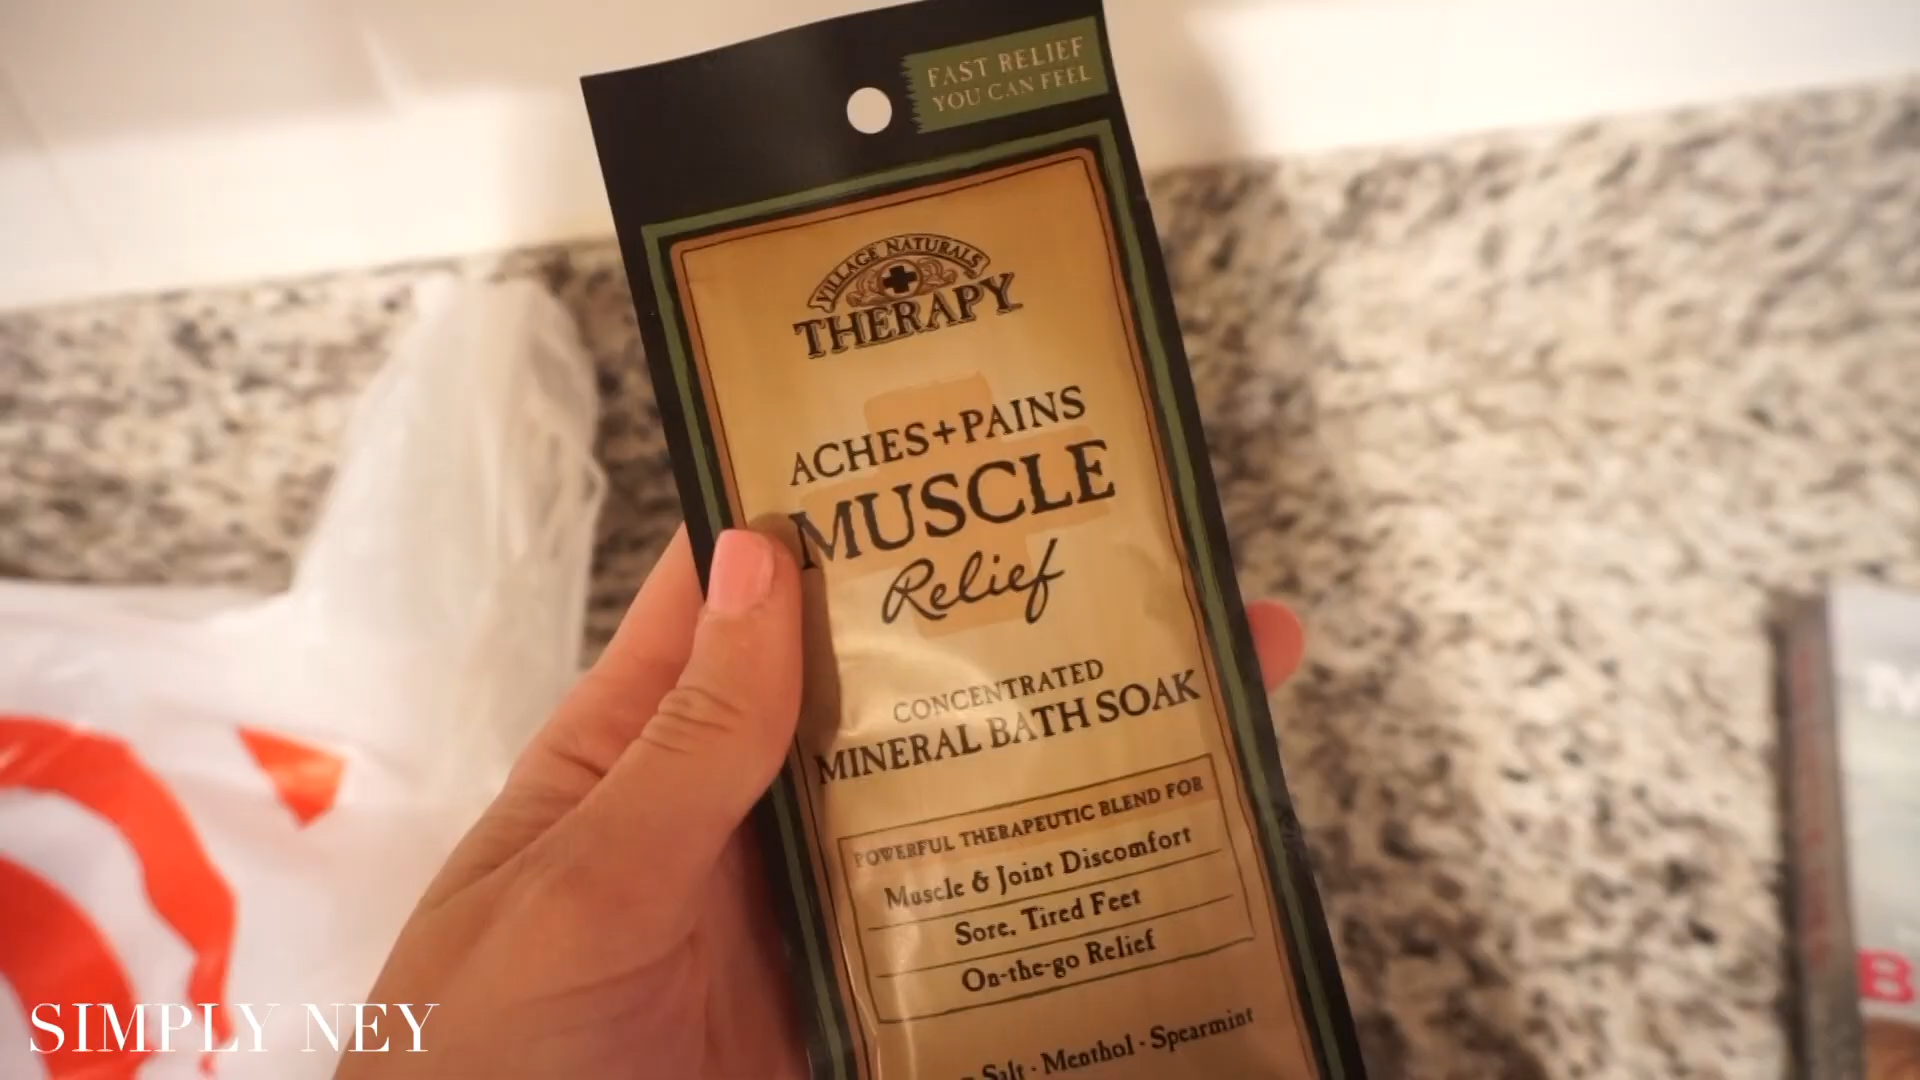 FAST RELIEF
YOU CAN FEEL
VILLAGE NATURALS
THERAPY
ACHES+PAINS
MUSCLE
Relief
CONCENTRATED
MINERAL BATH SOAK
POWERFUL THERAPEUTIC BLEND FOR
Muscle & Joint Discomfort
Sore, Tired Feet
On-the-go Relief
Salt · Menthol · Spearmint
SIMPLY NEY